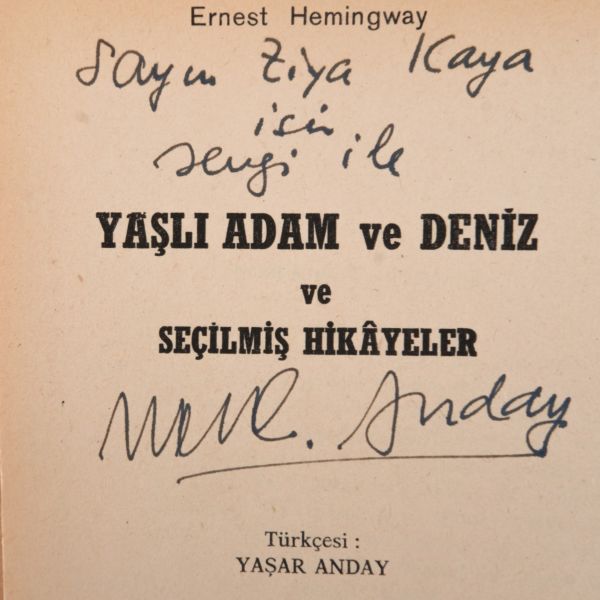 Ernest Hemingway
Sayın Ziya Kaya
için
sevgi ile
YAŞLI ADAM ve DENİZ
ve
SEÇİLMİŞ HİKÂYELER
Anday
Türkçesi :
YAŞAR ANDAY